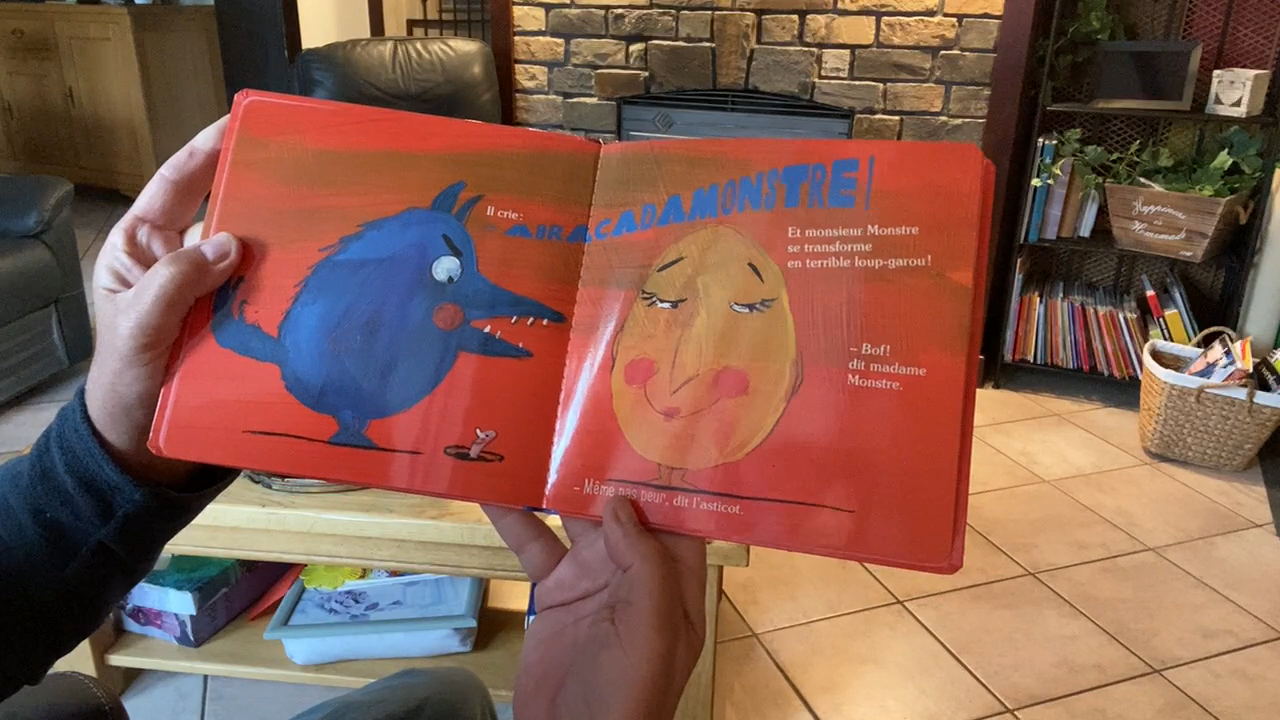 Il crie :
ABRACADAMONSTRE !
Et monsieur Monstre
se transforme
en terrible loup-garou !
– Bof !
dit madame
Monstre.
– Même pas peur, dit l'asticot.
Happiness
is
Homemade